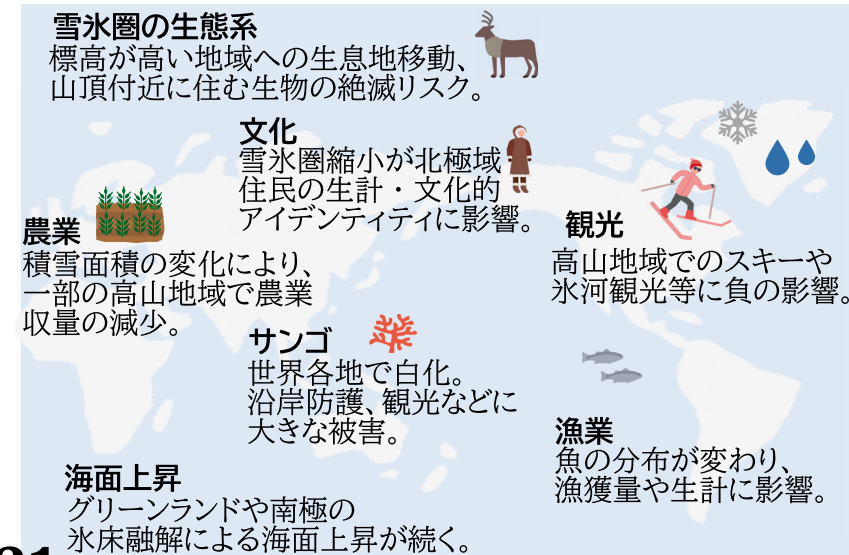 雪氷圏の生態系
標高が高い地域への生息地移動、
山頂付近に住む生物の絶滅リスク。
文化
雪氷圏縮小が北極域
住民の生計・文化的
アイデンティティに影響。
農業
積雪面積の変化により、
一部の高山地域で農業
収量の減少。
観光
高山地域でのスキーや
氷河観光等に負の影響。
サンゴ
世界各地で白化。
沿岸防護、観光などに
大きな被害。
漁業
魚の分布が変わり、
漁獲量や生計に影響。
海面上昇
グリーンランドや南極の
氷床融解による海面上昇が続く。